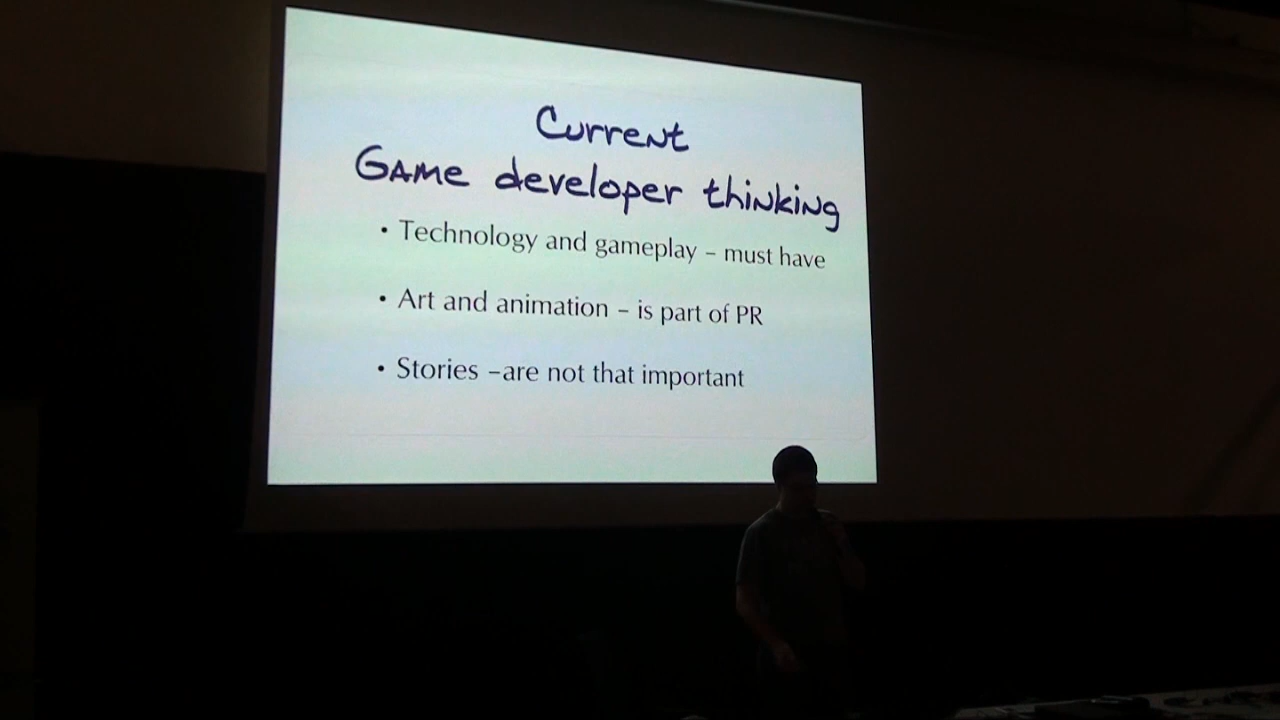 Current
Game developer thinking
• Technology and gameplay – must have
• Art and animation – is part of PR
• Stories –are not that important